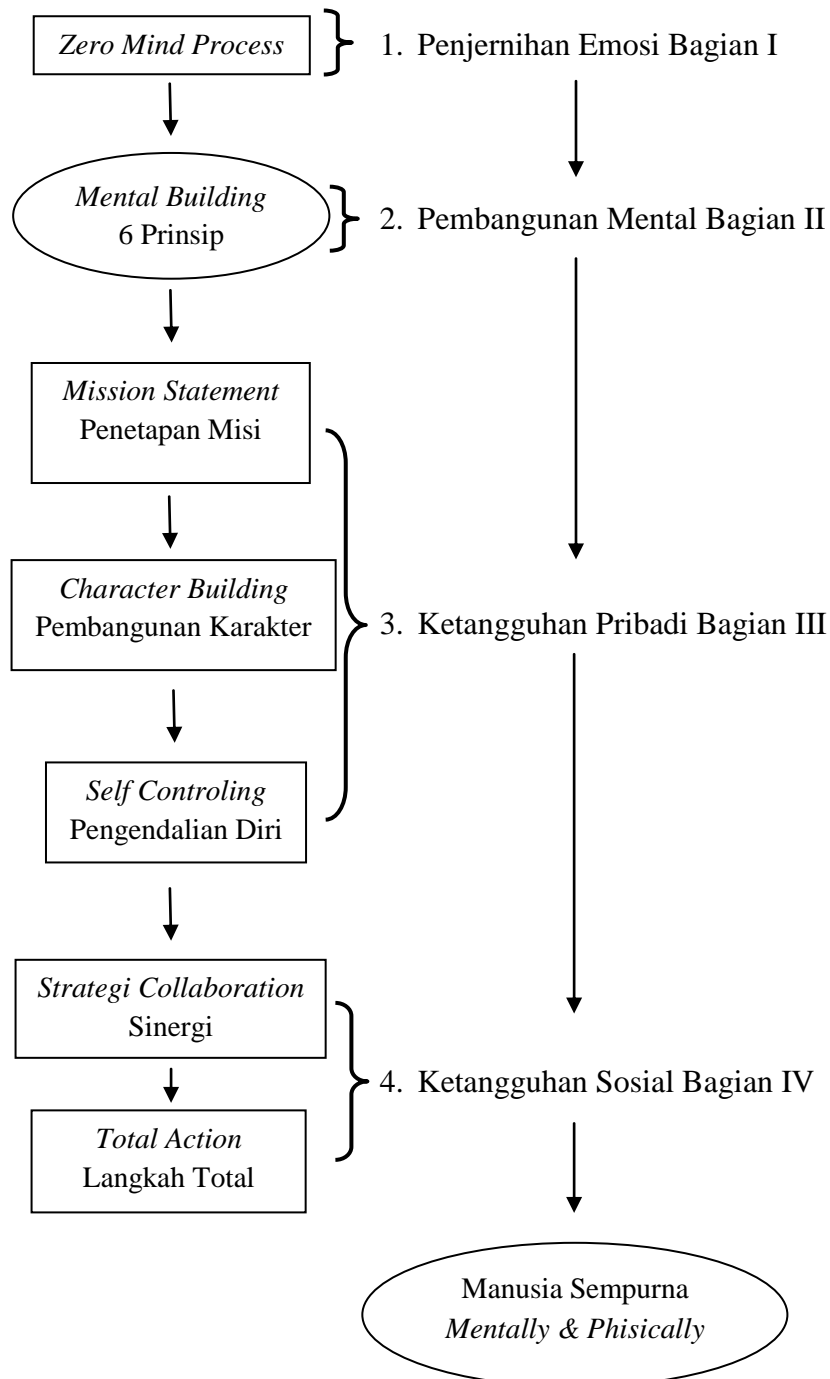 Zero Mind Process
1. Penjernihan Emosi Bagian I
Mental Building
6 Prinsip
2. Pembangunan Mental Bagian II
Mission Statement
Penetapan Misi
Character Building
Pembangunan Karakter
3. Ketangguhan Pribadi Bagian III
Self Controling
Pengendalian Diri
Strategi Collaboration
Sinergi
4. Ketangguhan Sosial Bagian IV
Total Action
Langkah Total
Manusia Sempurna
Mentally & Phisically